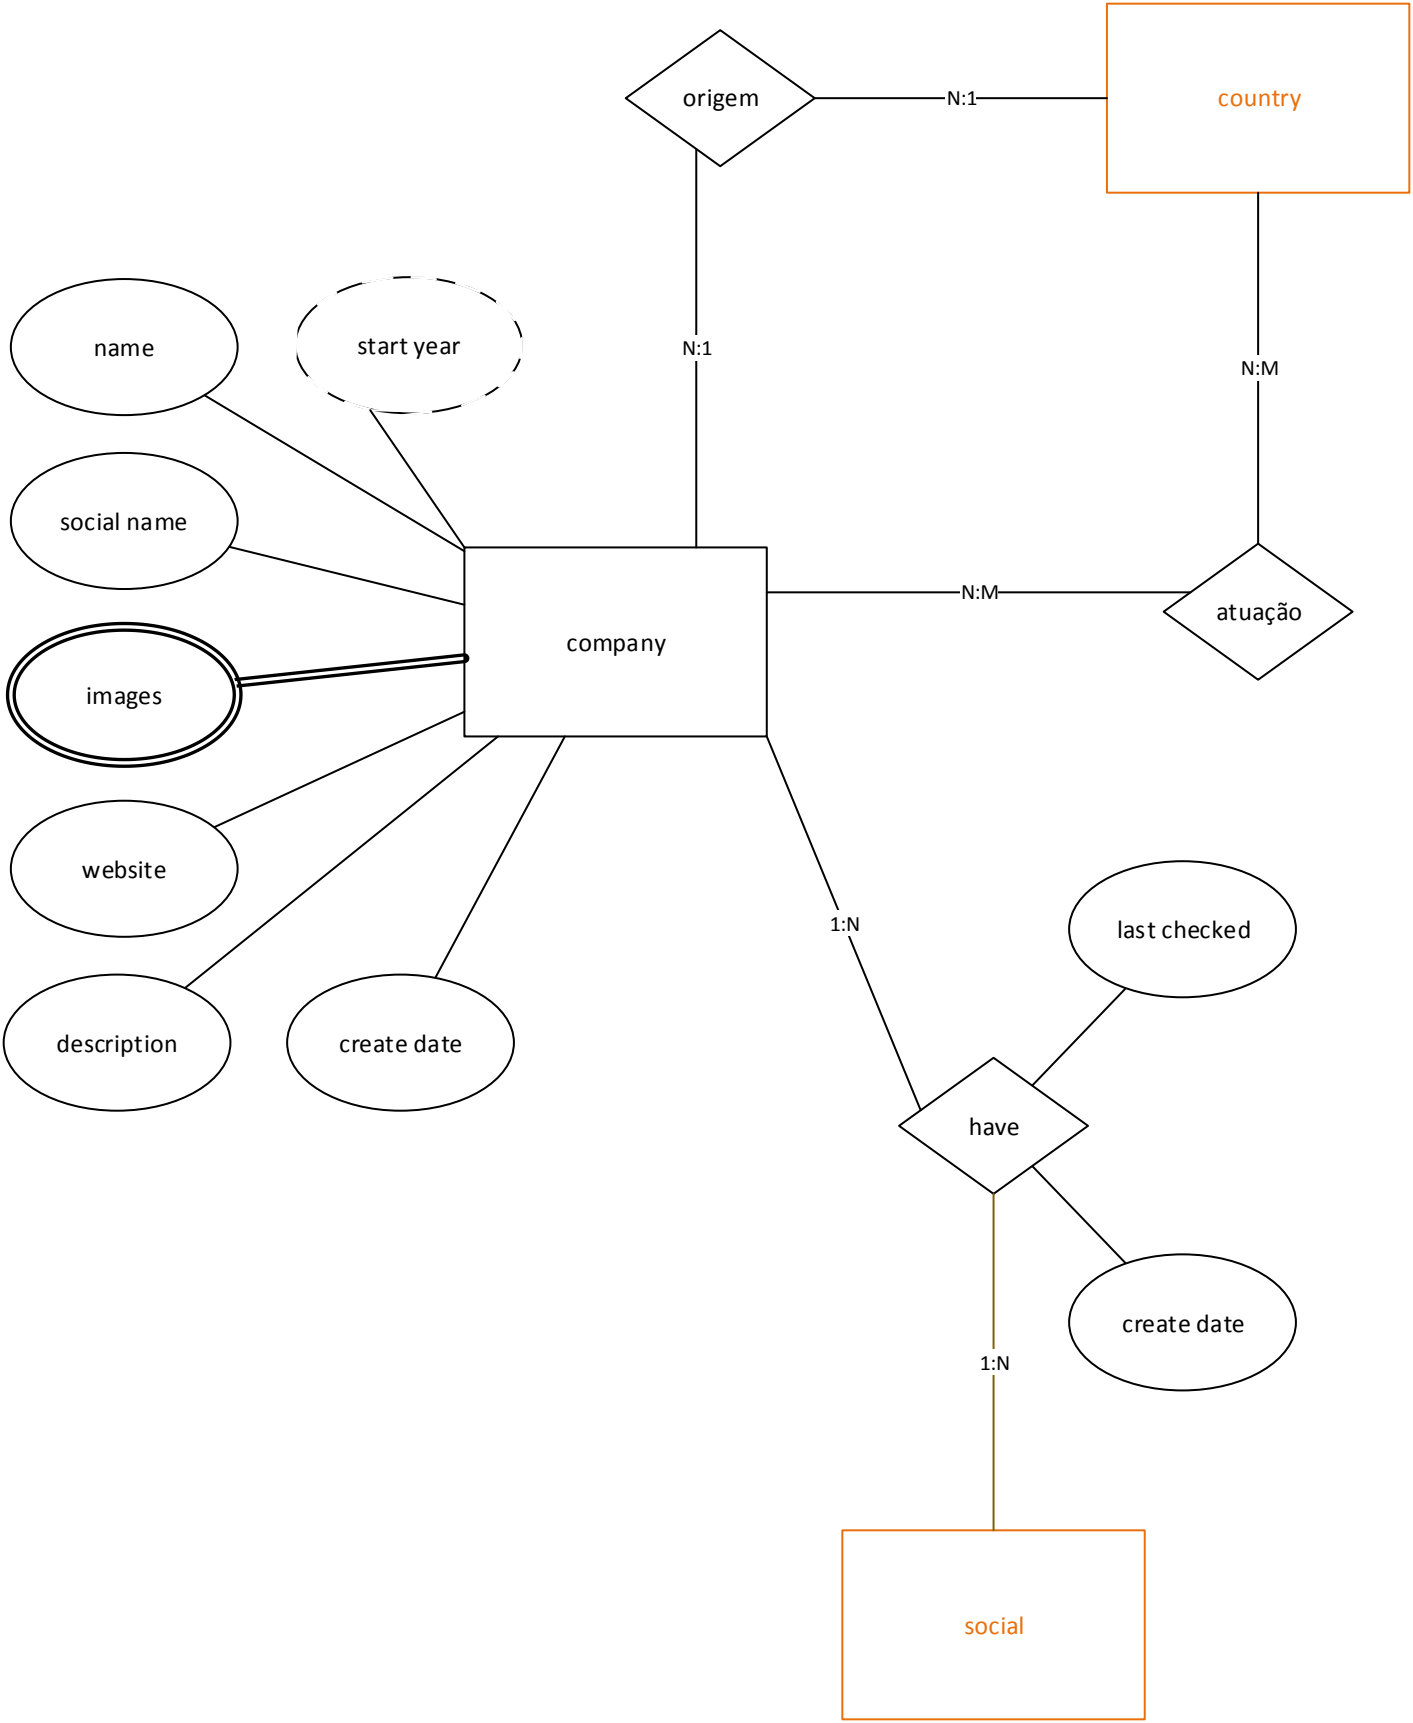 origem
N:1
country
name
start year
N:1
N:M
social name
N:M
atuação
company
images
website
1:N
last checked
description
create date
have
create date
1:N
social